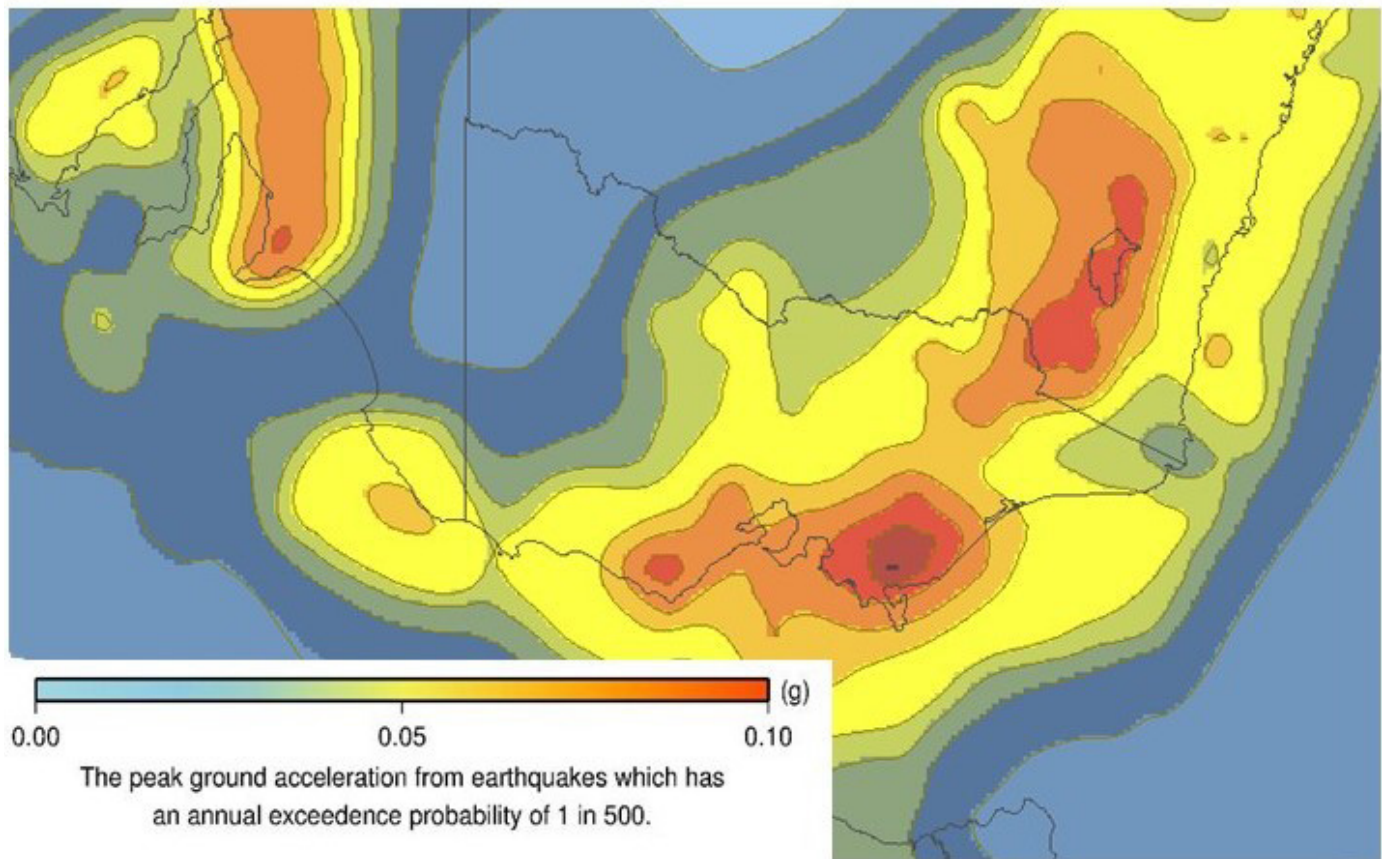 (g)
0.00 0.05 0.10
The peak ground acceleration from earthquakes which has
an annual exceedence probability of 1 in 500.